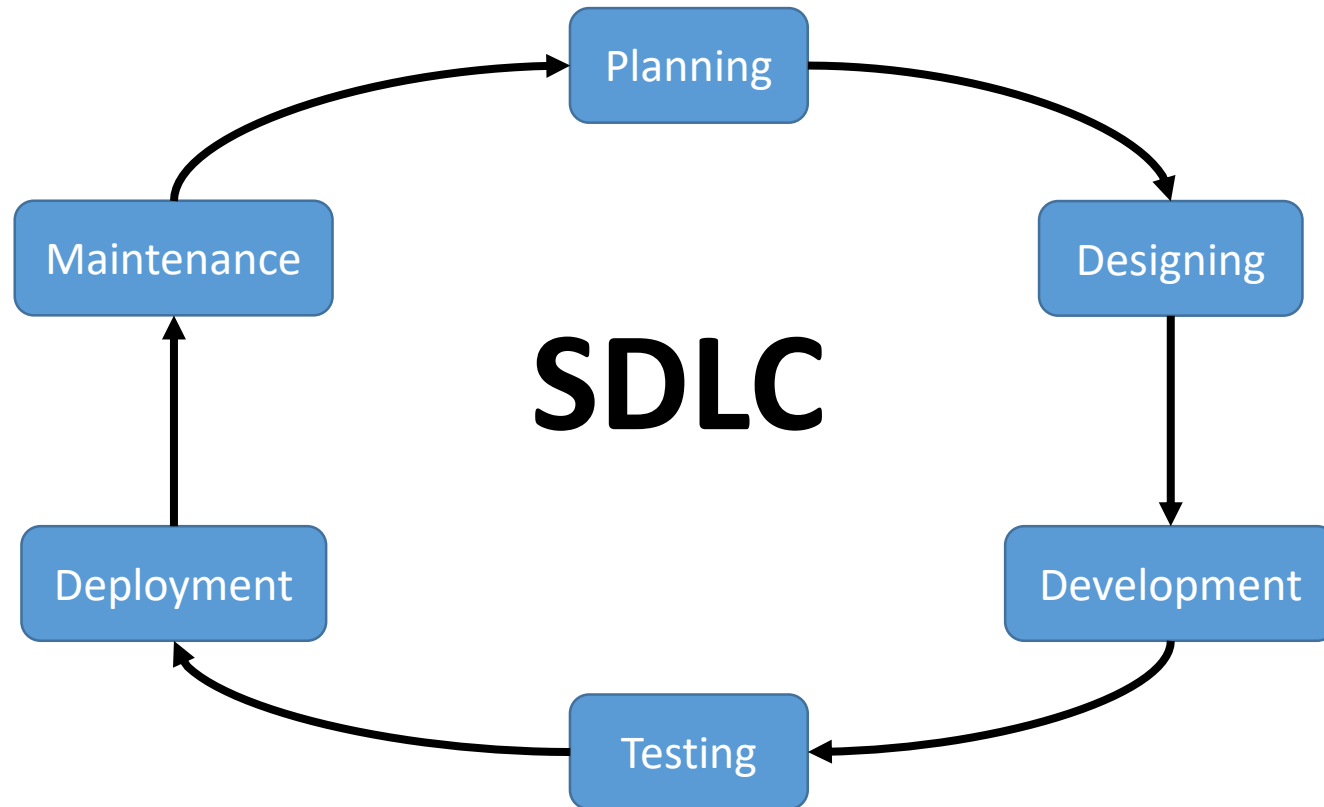 Planning
Maintenance
Designing
SDLC
Deployment
Development
Testing